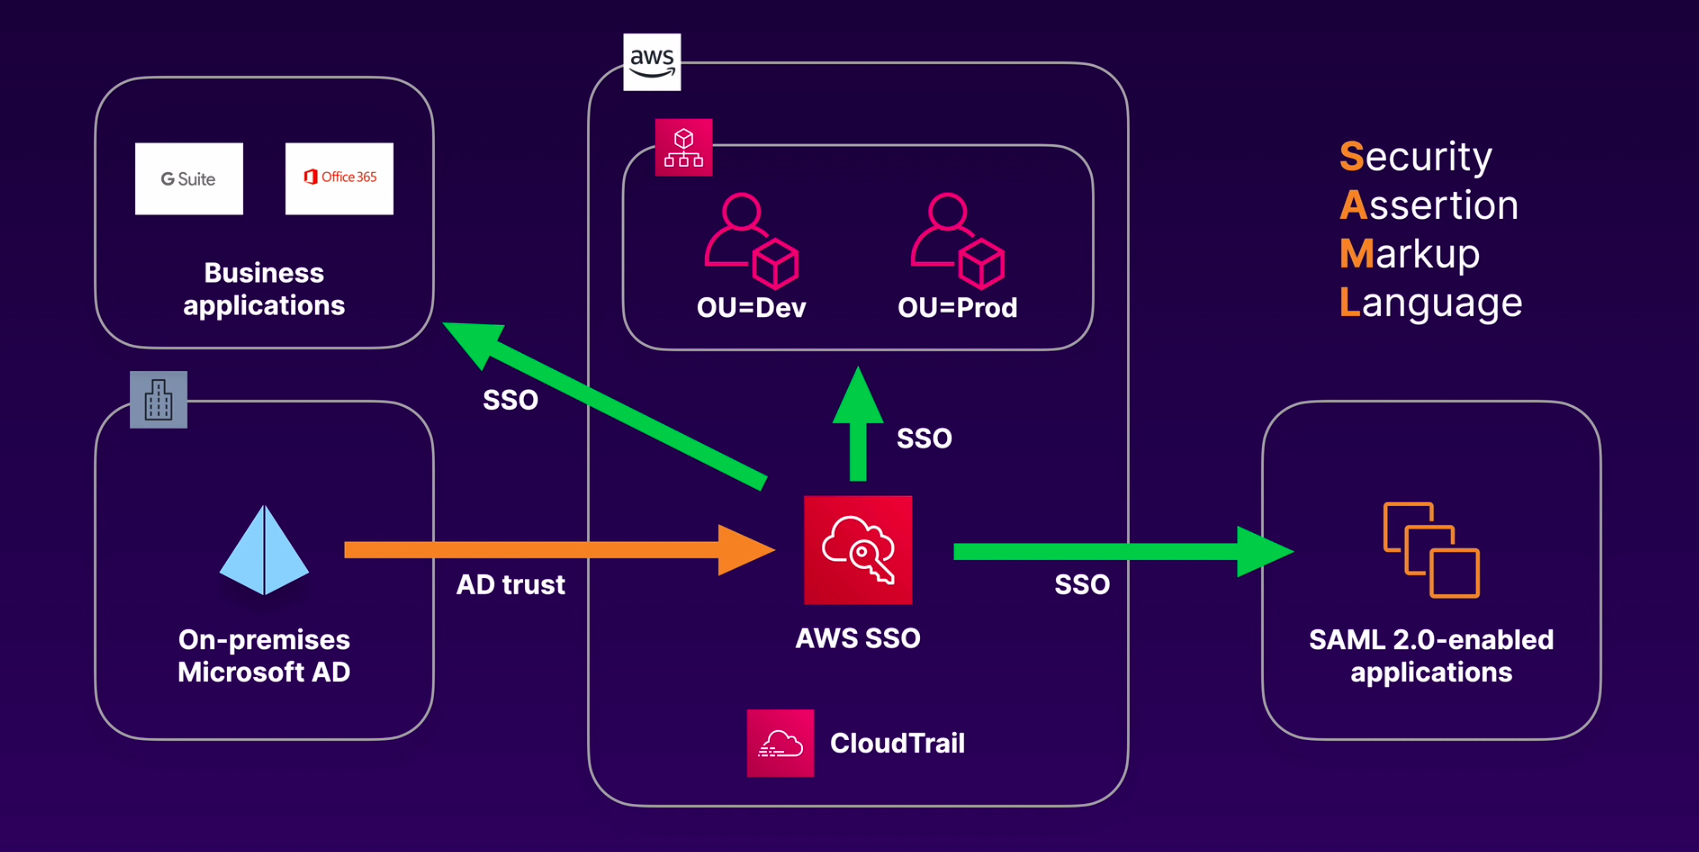 aws
G Suite
Office 365
Business
applications
OU=Dev
OU=Prod
Security
Assertion
Markup
Language
SSO
SSO
AD trust
SSO
On-premises
Microsoft AD
AWS SSO
SAML 2.0-enabled
applications
CloudTrail